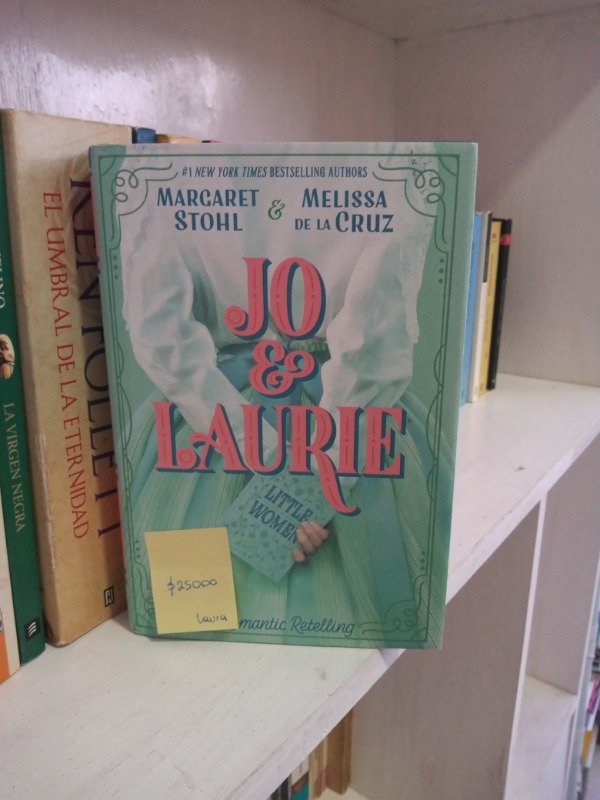 #1 NEW YORK TIMES BESTSELLING AUTHORS
MARGARET STOHL
&
MELISSA DE LA CRUZ
JO
&
LAURIE
LITTLE
WOMEN
$25000
Laura
Romantic Retelling
KEN FOLLETT
EL UMBRAL DE LA ETERNIDAD
LA VIRGEN NEGRA